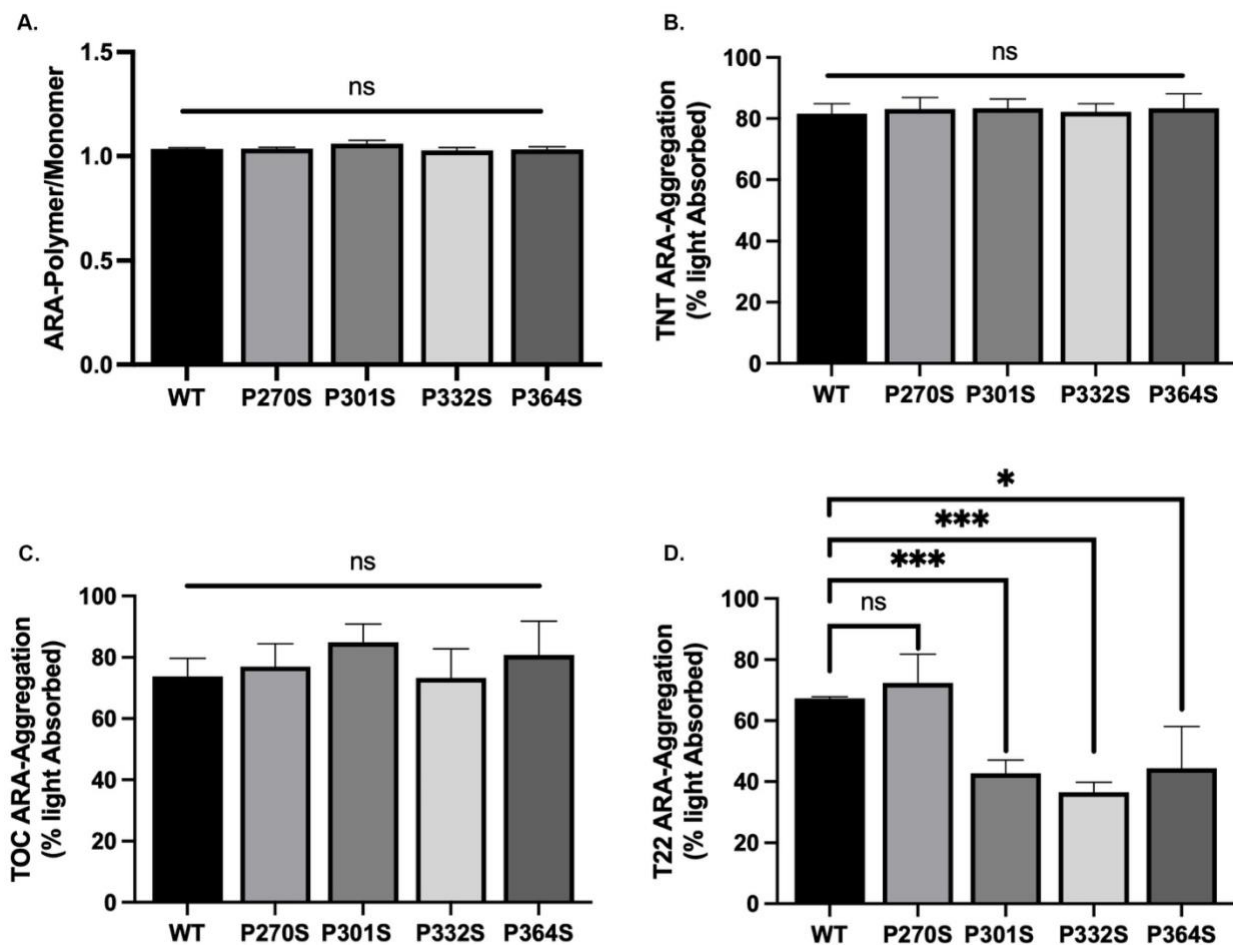 A.
ARA-Polymer/Monomer
1.5
1.0
0.5
0.0
ns
WT P270S P301S P332S P364S
B.
TNT ARA-Aggregation
(% light Absorbed)
100
80
60
40
20
0
ns
WT P270S P301S P332S P364S
C.
TOC ARA-Aggregation
(% light Absorbed)
100
80
60
40
20
0
ns
WT P270S P301S P332S P364S
D.
T22 ARA-Aggregation
(% light Absorbed)
100
80
60
40
20
0
*
***
***
ns
WT P270S P301S P332S P364S